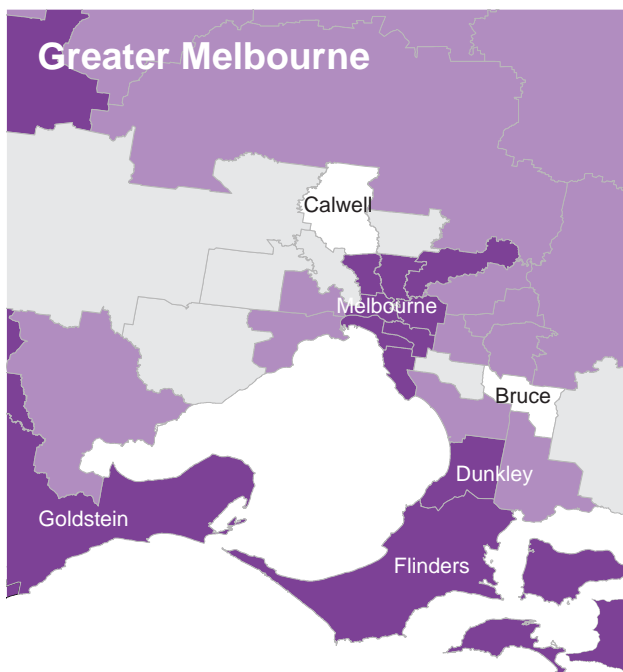 Greater Melbourne
Calwell
Melbourne
Bruce
Dunkley
Goldstein
Flinders